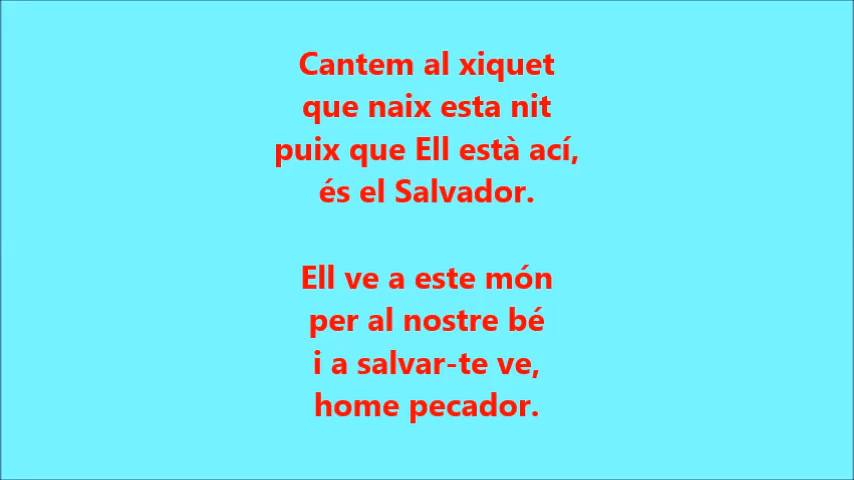 Cantem al xiquet
que naix esta nit
puix que Ell està ací,
és el Salvador.
Ell ve a este món
per al nostre bé
i a salvar-te ve,
home pecador.